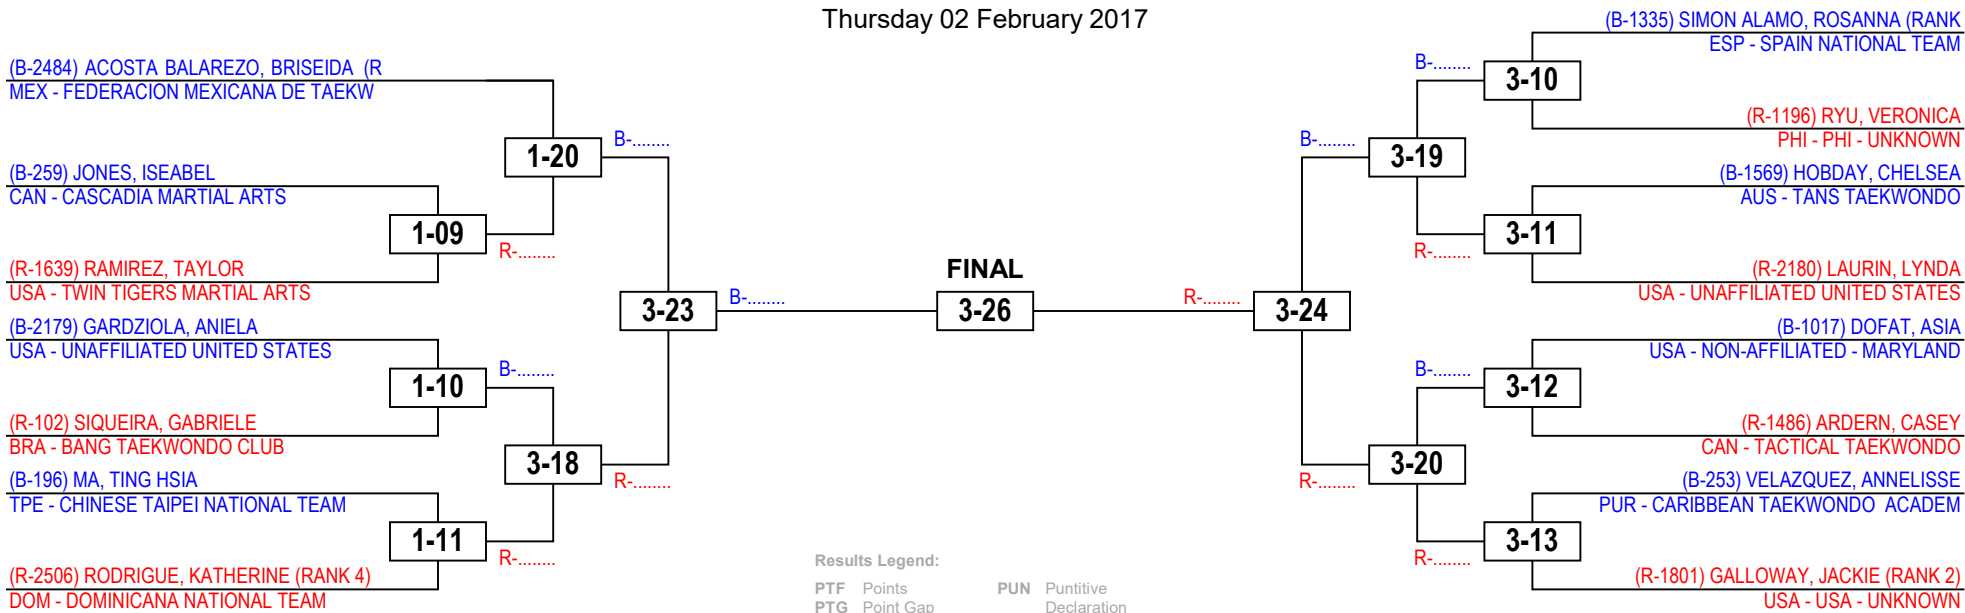 Thursday 02 February 2017
(B-2484) ACOSTA BALAREZO, BRISEIDA (R
MEX - FEDERACION MEXICANA DE TAEKW
1-20
B-........
(B-259) JONES, ISEABEL
CAN - CASCADIA MARTIAL ARTS
1-09
R-........
(R-1639) RAMIREZ, TAYLOR
USA - TWIN TIGERS MARTIAL ARTS
3-23
B-........
(B-2179) GARDZIOLA, ANIELA
USA - UNAFFILIATED UNITED STATES
1-10
B-........
(R-102) SIQUEIRA, GABRIELE
BRA - BANG TAEKWONDO CLUB
3-18
R-........
(B-196) MA, TING HSIA
TPE - CHINESE TAIPEI NATIONAL TEAM
1-11
R-........
(R-2506) RODRIGUE, KATHERINE (RANK 4)
DOM - DOMINICANA NATIONAL TEAM
FINAL
3-26
(B-1335) SIMON ALAMO, ROSANNA (RANK
ESP - SPAIN NATIONAL TEAM
B-........
3-10
(R-1196) RYU, VERONICA
PHI - PHI - UNKNOWN
B-........
3-19
(B-1569) HOBDAY, CHELSEA
AUS - TANS TAEKWONDO
R-........
3-11
(R-2180) LAURIN, LYNDA
USA - UNAFFILIATED UNITED STATES
R-........
3-24
(B-1017) DOFAT, ASIA
USA - NON-AFFILIATED - MARYLAND
B-........
3-12
(R-1486) ARDERN, CASEY
CAN - TACTICAL TAEKWONDO
R-........
3-20
(B-253) VELAZQUEZ, ANNELISSE
PUR - CARIBBEAN TAEKWONDO ACADEM
R-........
3-13
(R-1801) GALLOWAY, JACKIE (RANK 2)
USA - USA - UNKNOWN
Results Legend:
PTF Points
PTG Point Gap
PUN Puntitive
Declaration